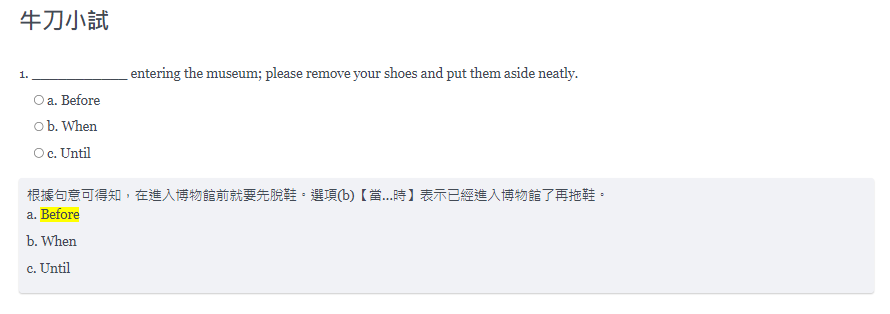 牛刀小試
1. _____________ entering the museum; please remove your shoes and put them aside neatly.
a. Before
b. When
c. Until
根據句意可得知，在進入博物館前就要先脫鞋。選項(b)【當...時】表示已經進入博物館了再拖鞋。
a. Before
b. When
c. Until